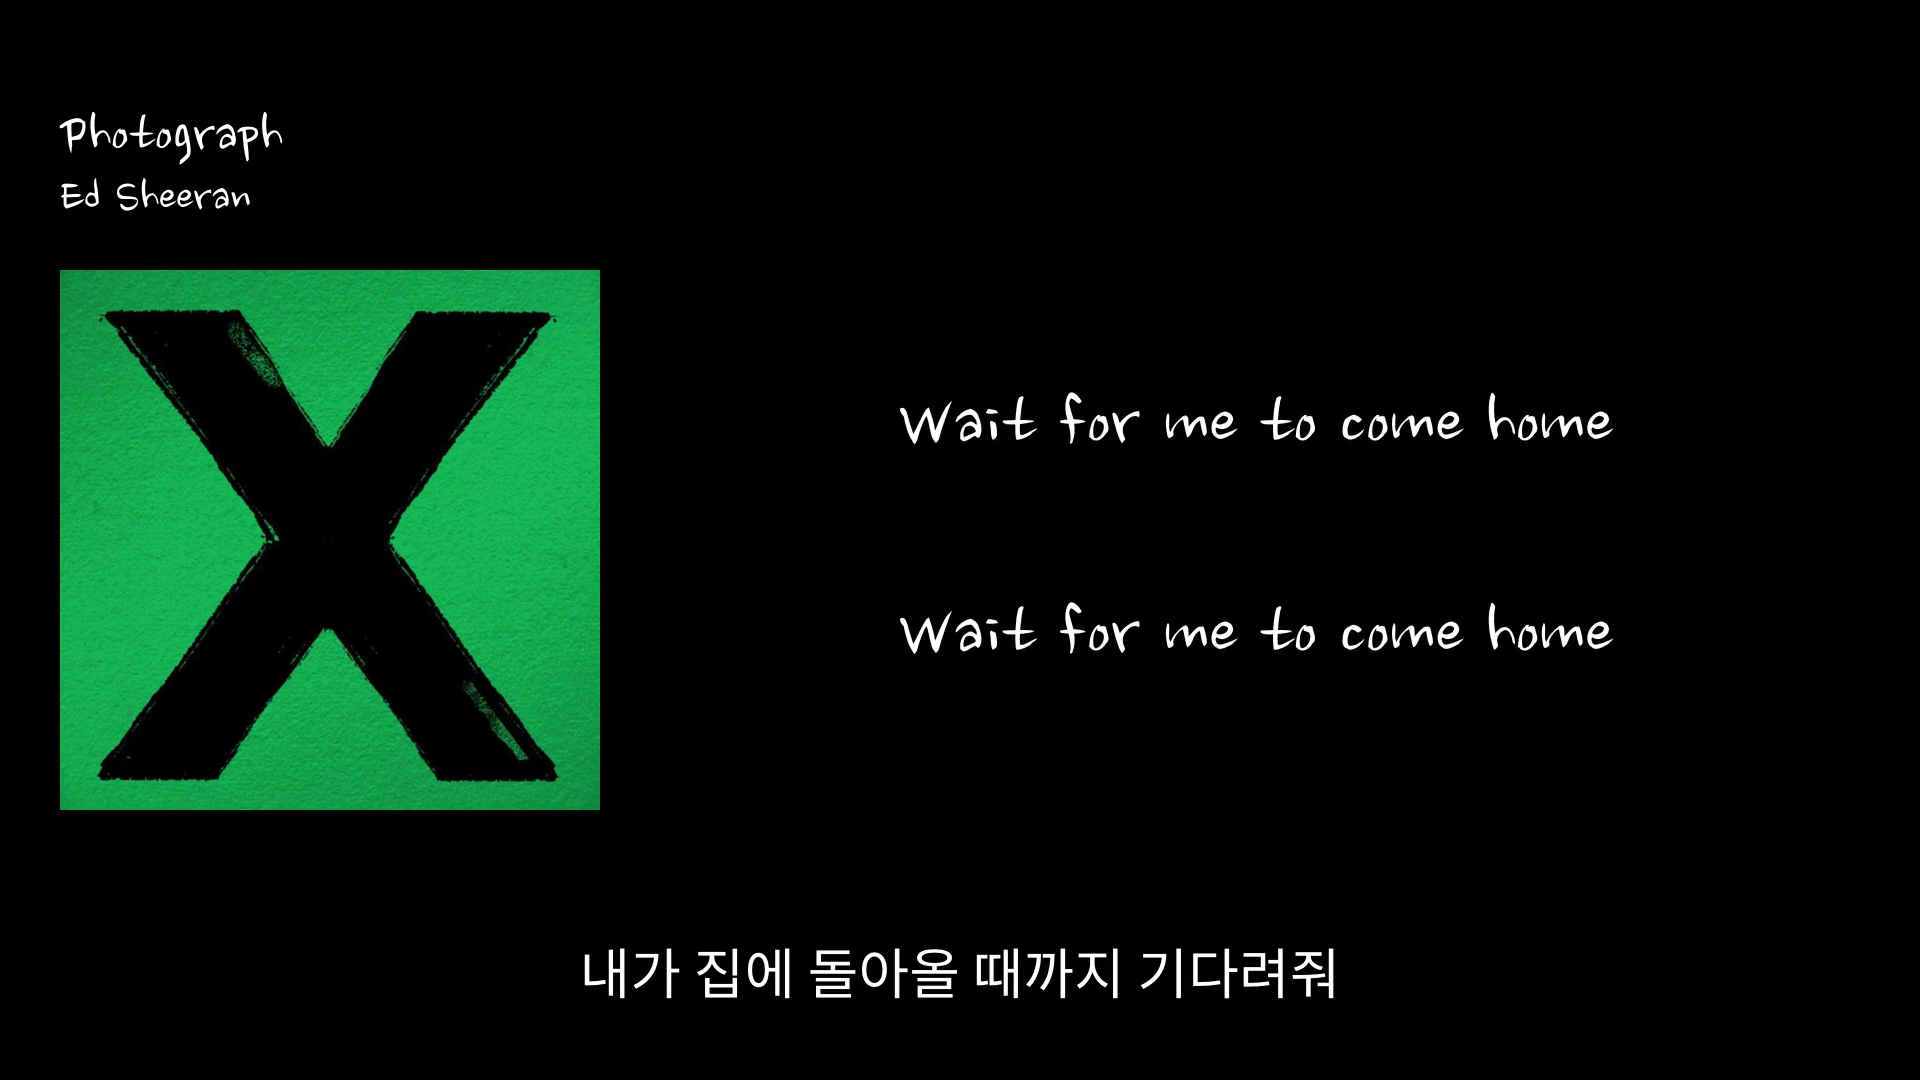 Photograph
Ed Sheeran
X
Wait for me to come home
Wait for me to come home
내가 집에 돌아올 때까지 기다려줘